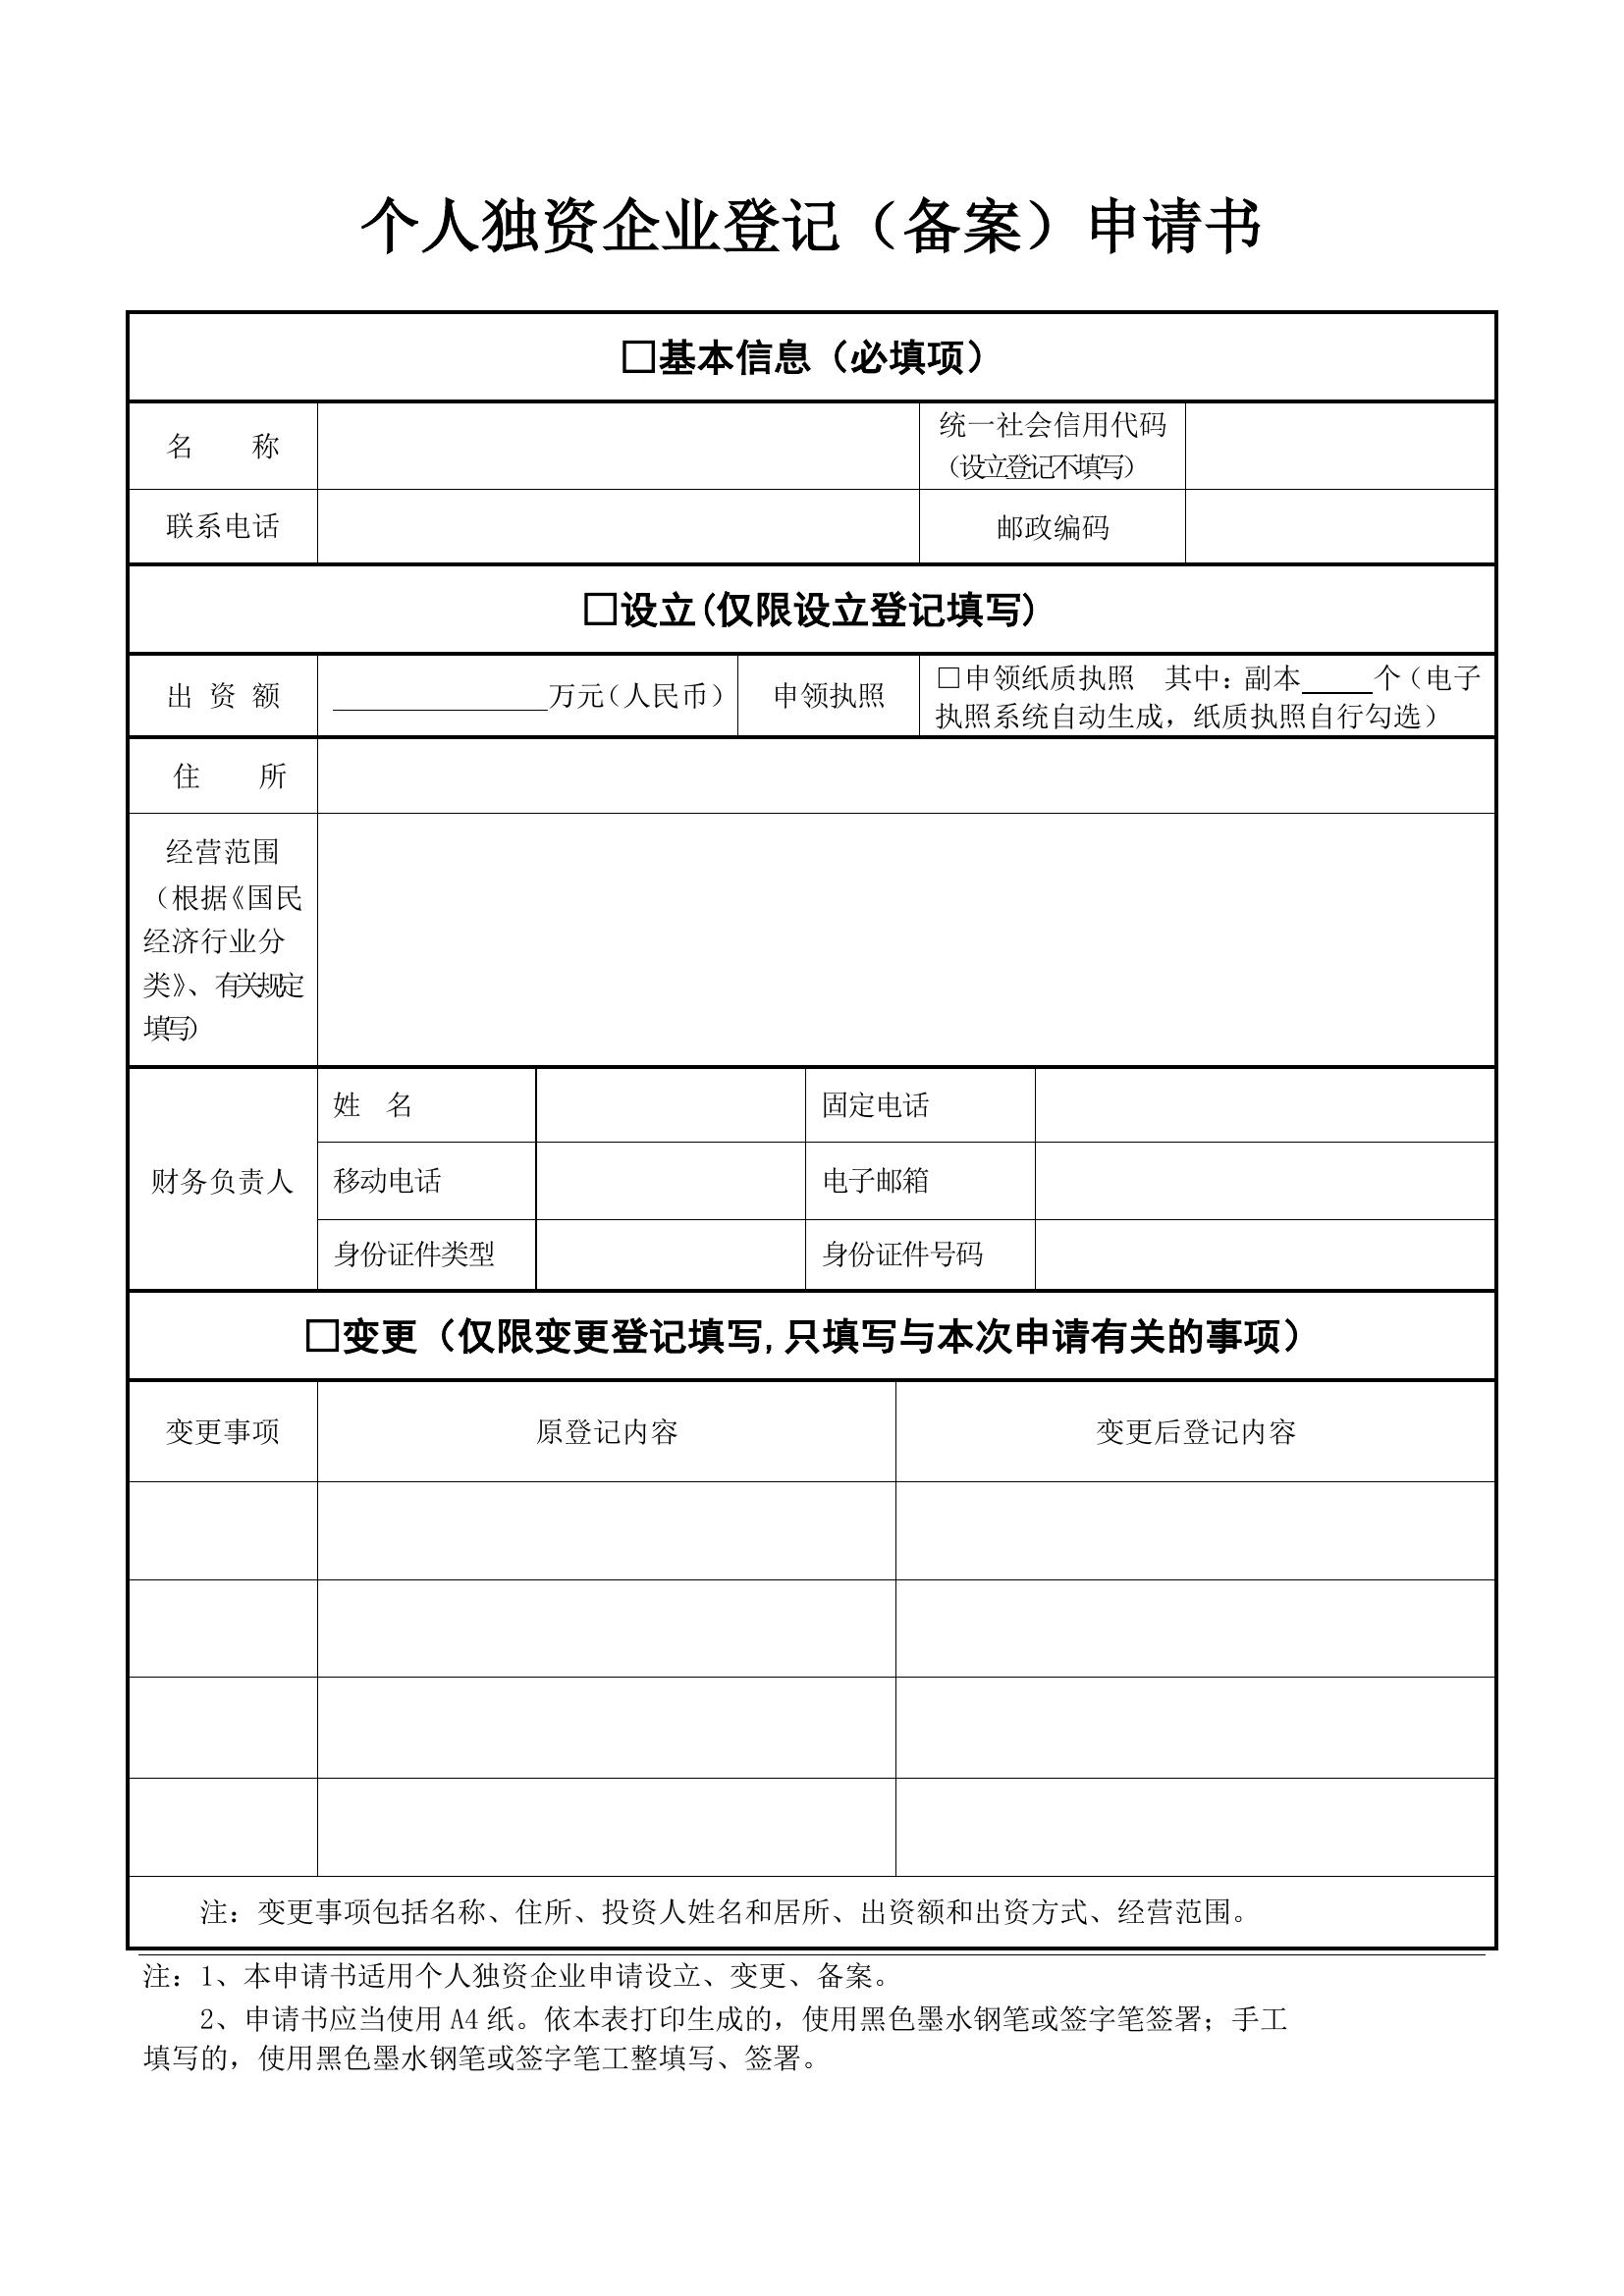 个人独资企业登记（备案）申请书
□基本信息（必填项）
名　　称
统一社会信用代码
（设立登记不填写）
联系电话
邮政编码
□设立(仅限设立登记填写)
出 资 额
万元（人民币）
申领执照
□申领纸质执照　其中：副本_____个（电子
执照系统自动生成，纸质执照自行勾选）
住　　所
经营范围
（根据《国民
经济行业分
类》、有关规定
填写）
财务负责人
姓　名
固定电话
移动电话
电子邮箱
身份证件类型
身份证件号码
□变更（仅限变更登记填写,只填写与本次申请有关的事项）
变更事项
原登记内容
变更后登记内容
注：变更事项包括名称、住所、投资人姓名和居所、出资额和出资方式、经营范围。
注：1、本申请书适用个人独资企业申请设立、变更、备案。
2、申请书应当使用 A4 纸。依本表打印生成的，使用黑色墨水钢笔或签字笔签署；手工
填写的，使用黑色墨水钢笔或签字笔工整填写、签署。